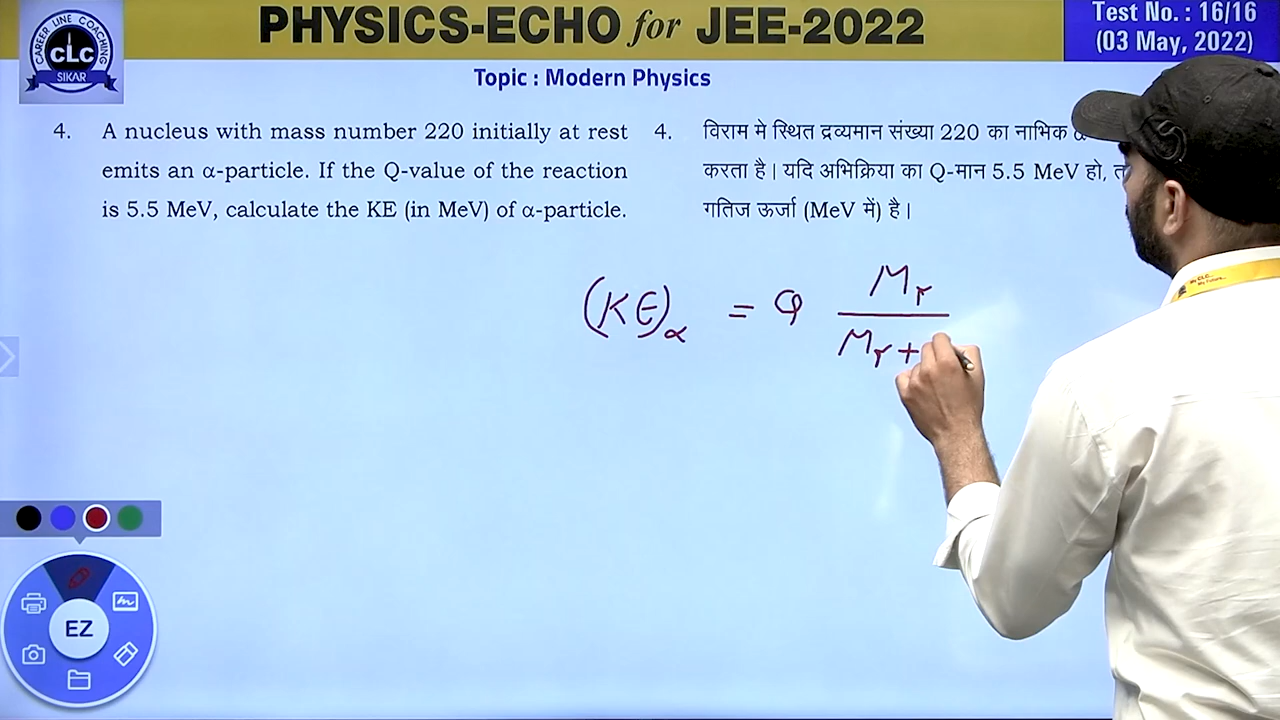 PHYSICS-ECHO for JEE-2022
Test No. : 16/16
(03 May, 2022)
CAREER LINE COACHING
CLC
SIKAR
Topic : Modern Physics
4. A nucleus with mass number 220 initially at rest
emits an α-particle. If the Q-value of the reaction
is 5.5 MeV, calculate the KE (in MeV) of α-particle.
4. विराम मे स्थित द्रव्यमान संख्या 220 का नाभिक
करता है। यदि अभिक्रिया का Q-मान 5.5 MeV हो,
गतिज ऊर्जा (MeV में) है।
(KE)α = Q Mr
Mr +
EZ